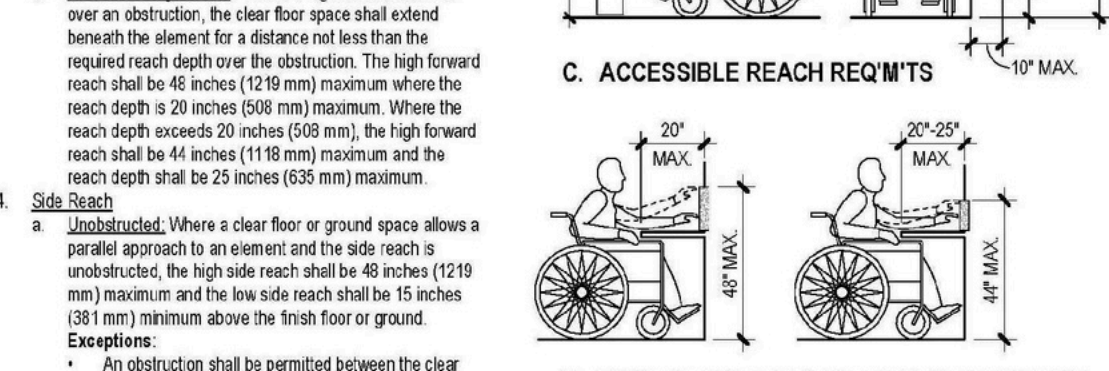 over an obstruction, the clear floor space shall extend
beneath the element for a distance not less than the
required reach depth over the obstruction. The high forward
reach shall be 48 inches (1219 mm) maximum where the
reach depth is 20 inches (508 mm) maximum. Where the
reach depth exceeds 20 inches (508 mm), the high forward
reach shall be 44 inches (1118 mm) maximum and the
reach depth shall be 25 inches (635 mm) maximum.
4. Side Reach
a. Unobstructed: Where a clear floor or ground space allows a
parallel approach to an element and the side reach is
unobstructed, the high side reach shall be 48 inches (1219
mm) maximum and the low side reach shall be 15 inches
(381 mm) minimum above the finish floor or ground.
Exceptions:
• An obstruction shall be permitted between the clear
10" MAX.
C. ACCESSIBLE REACH REQ'M'TS
20"
MAX.
48" MAX.
20"-25"
MAX.
44" MAX.